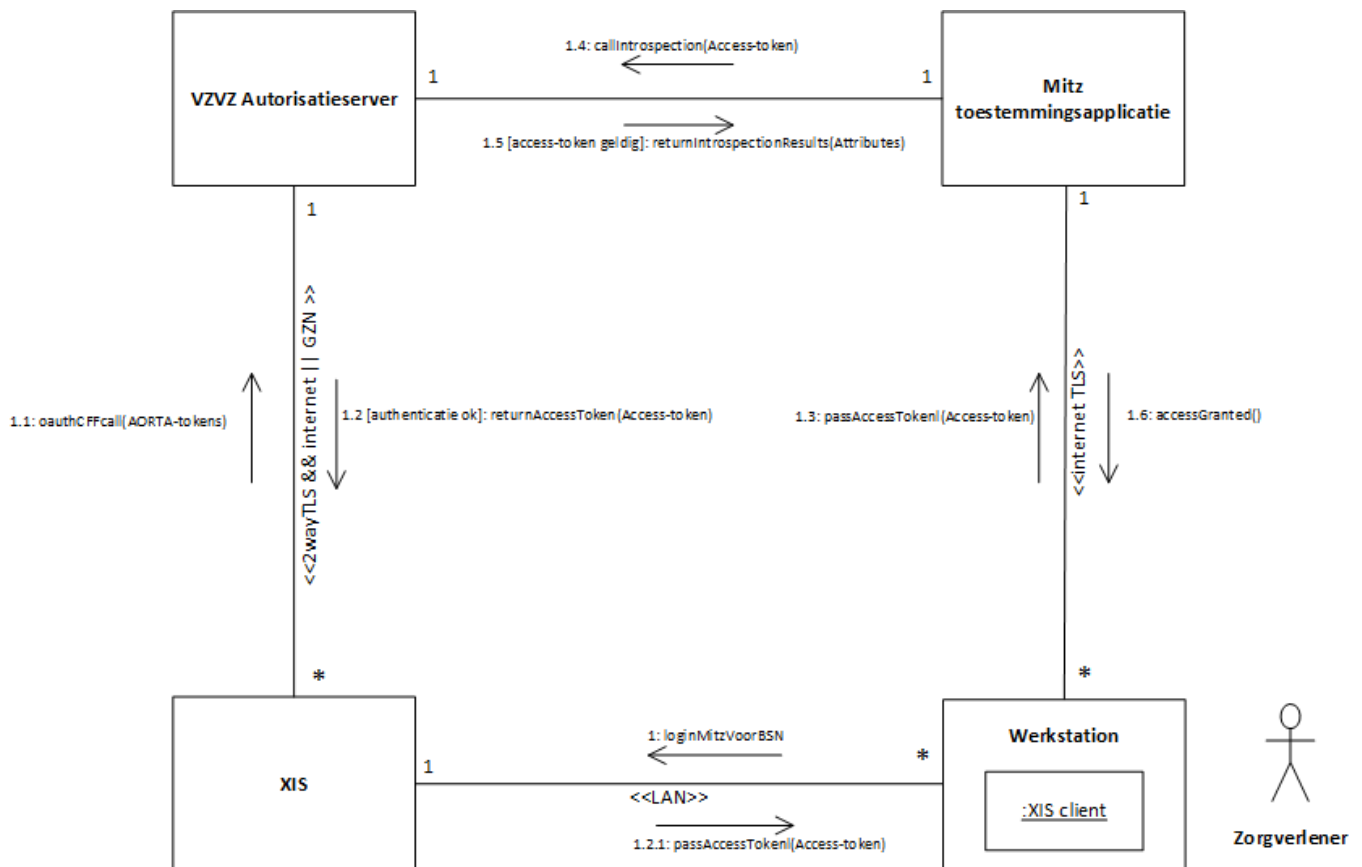 1.4: callIntrospection(Access-token)
1
1
VZVZ Autorisatieserver
Mitz
toestemmingsapplicatie
1.5 [access-token geldig]: returnIntrospectionResults(Attributes)
1
1
<<2wayTLS && internet || GZN >>
<<internet TLS>>
1.1: oauthCFFcall(AORTA-tokens)
1.2 [authenticatie ok]: returnAccessToken(Access-token)
1.3: passAccessTokenI(Access-token)
1.6: accessGranted()
*
*
1: loginMitzVoorBSN
Werkstation
1
*
XIS
<<LAN>>
:XIS client
1.2.1: passAccessTokenI(Access-token)
Zorgverlener